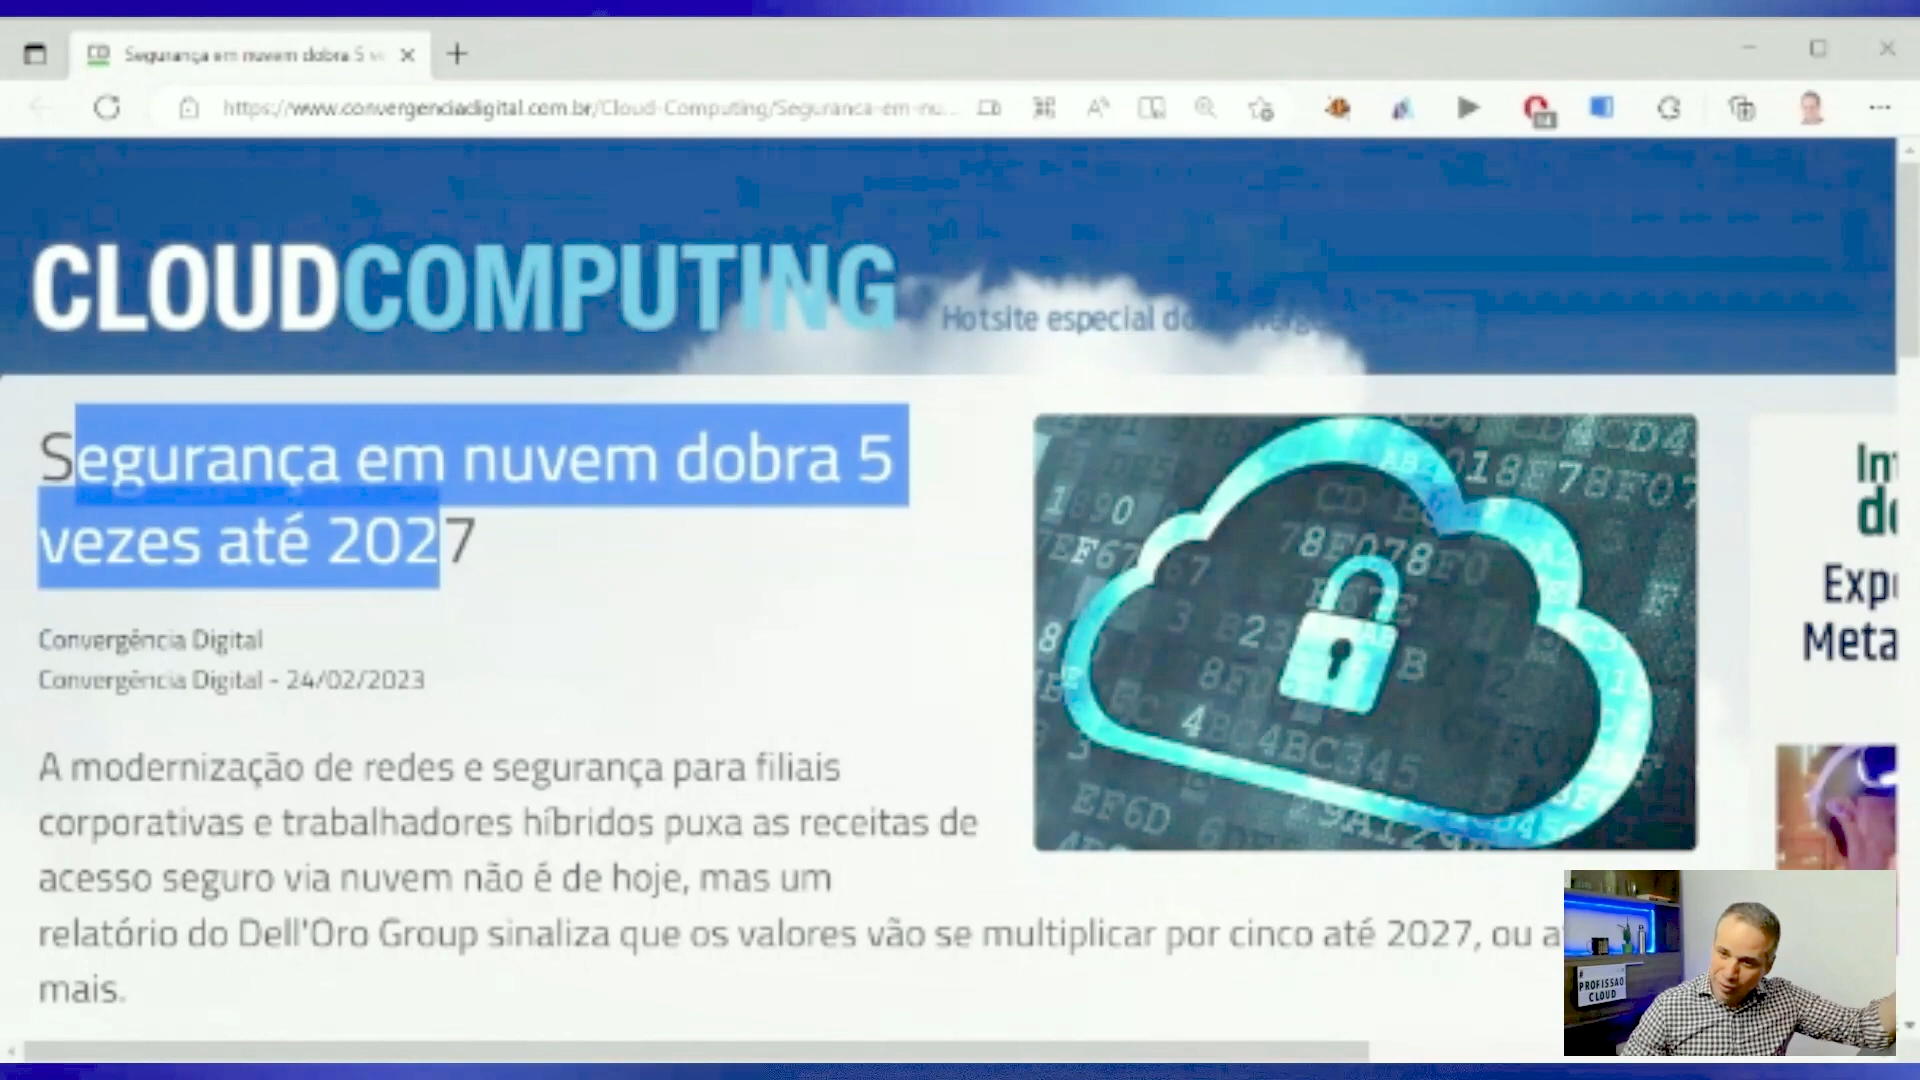 Segurança em nuvem dobra 5
https://www.convergenciadigital.com.br/Cloud-Computing/Seguranca-em-nu...
CLOUDCOMPUTING
Hotsite especial do
Segurança em nuvem dobra 5
vezes até 2027
Convergência Digital
Convergência Digital - 24/02/2023
A modernização de redes e segurança para filiais
corporativas e trabalhadores híbridos puxa as receitas de
acesso seguro via nuvem não é de hoje, mas um
relatório do Dell'Oro Group sinaliza que os valores vão se multiplicar por cinco até 2027, ou a
mais.
Meta
PROFISSAO
CLOUD